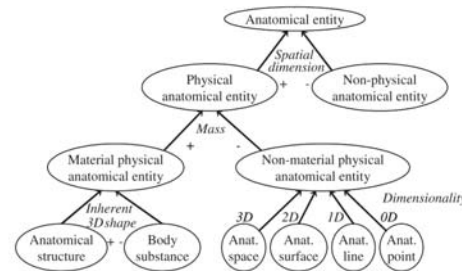 Anatomical entity
Spatial
dimension
Physical
anatomical entity
+ -
Non-physical
anatomical entity
Mass
+ -
Material physical
anatomical entity
Non-material physical
anatomical entity
Dimensionality
Inherent
3D shape
+ -
3D 2D 1D 0D
Anatomical
structure
Body
substance
Anat.
space
Anat.
surface
Anat.
line
Anat.
point